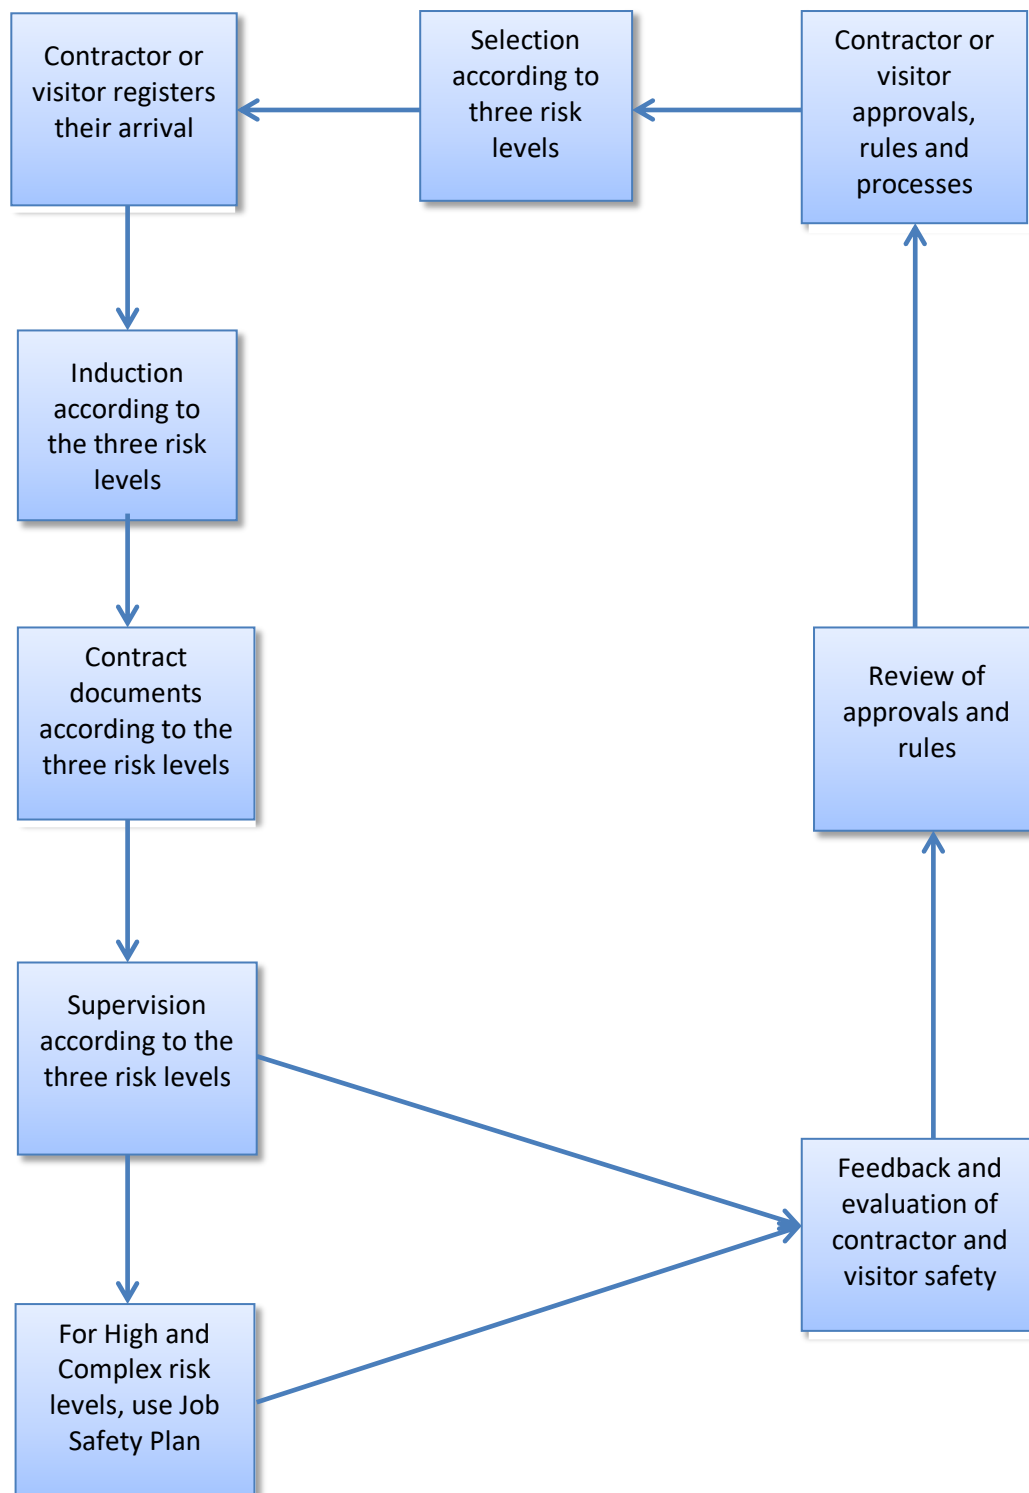 Contractor or
visitor registers
their arrival
Selection
according to
three risk
levels
Contractor or
visitor
approvals,
rules and
processes
Induction
according to
the three risk
levels
Contract
documents
according to the
three risk levels
Review of
approvals and
rules
Supervision
according to the
three risk levels
Feedback and
evaluation of
contractor and
visitor safety
For High and
Complex risk
levels, use Job
Safety Plan